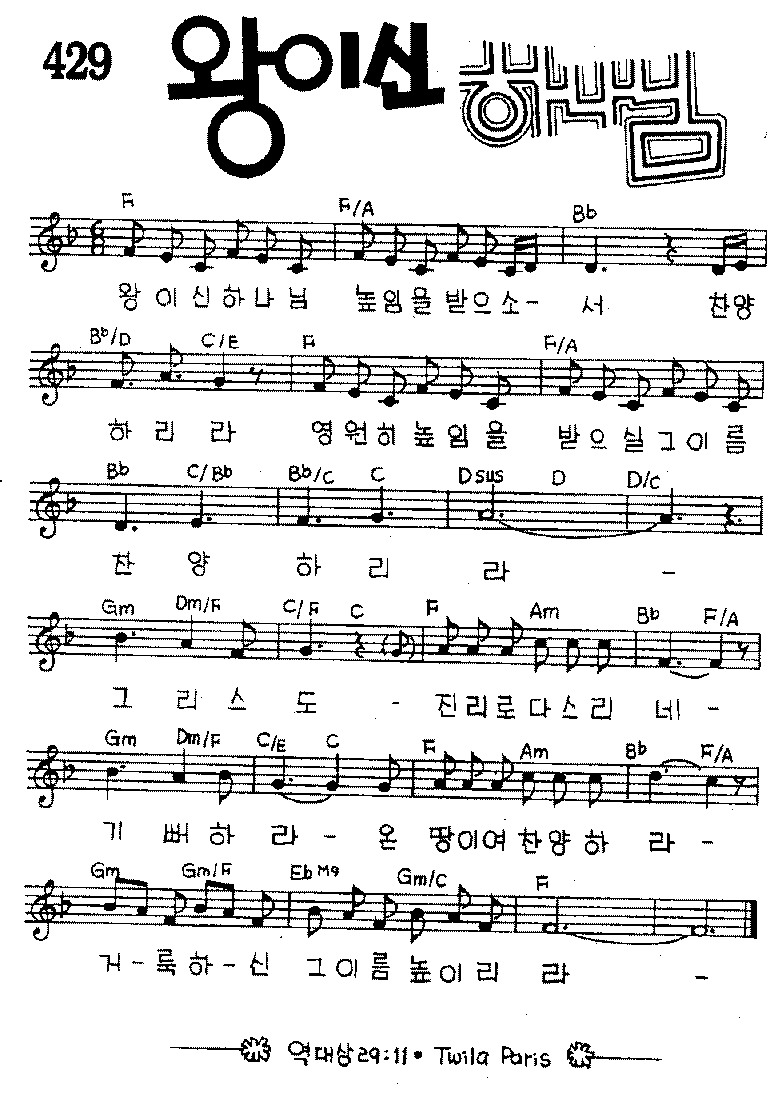 429 왕이신 하나님
F F/A Bb
왕 이 신 하 나 님 높임을 받으소 - 서 찬양
Bb/D C/E F F/A
하 리 라 영원히 높 임 을 받으실 그 이 름
Bb C/Bb Bb/C C Dsus D D/C
찬 양 하 리 라 -
Gm Dm/F C/F C F Am Bb F/A
그 리 스 도 - 진리로 다스리 네 -
Gm Dm/F C/E C F Am Bb F/A
기 뻐 하 라 - 온 땅이여 찬양 하 라 -
Gm Gm/F EbM9 Gm/C F
거 - 룩 하 - 신 그 이 름 높 이 리 라 -
역대상 29:11 • Twila Paris